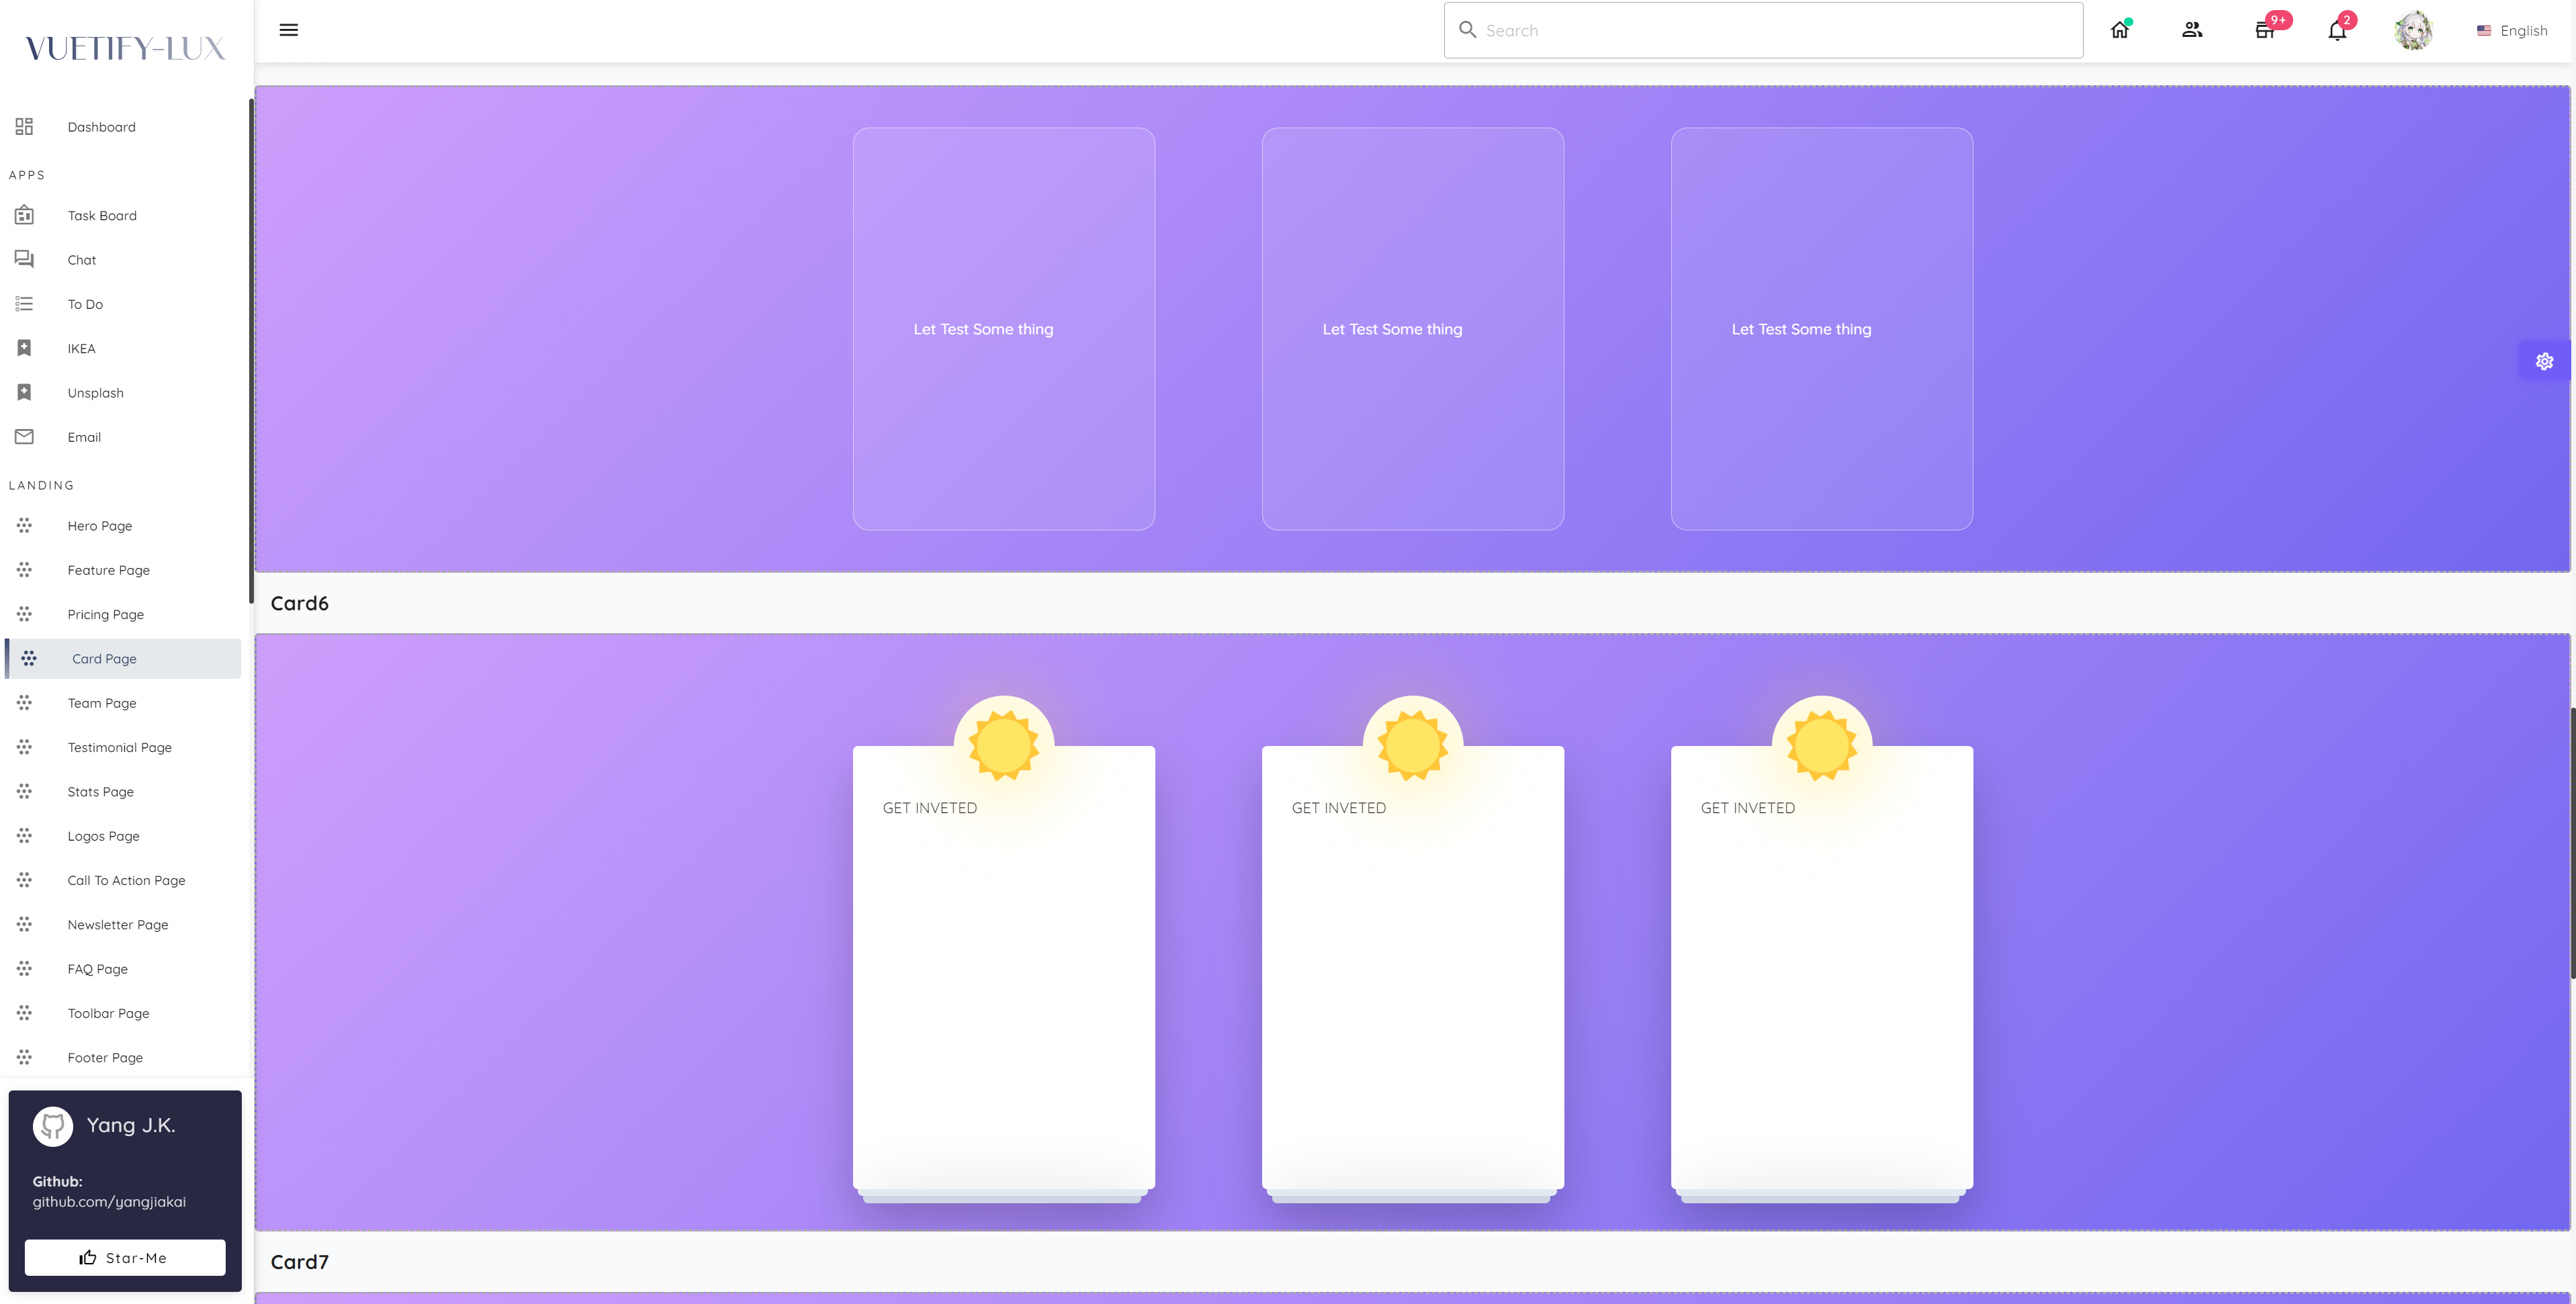 VUETIFY-LUX
Search
9+
2
English
Dashboard
APPS
Task Board
Chat
To Do
IKEA
Unsplash
Email
LANDING
Hero Page
Feature Page
Pricing Page
Card Page
Team Page
Testimonial Page
Stats Page
Logos Page
Call To Action Page
Newsletter Page
FAQ Page
Toolbar Page
Footer Page
Yang J.K.
Github:
github.com/yangjiakai
Star-Me
Let Test Some thing
Let Test Some thing
Let Test Some thing
Card6
GET INVETED
GET INVETED
GET INVETED
Card7